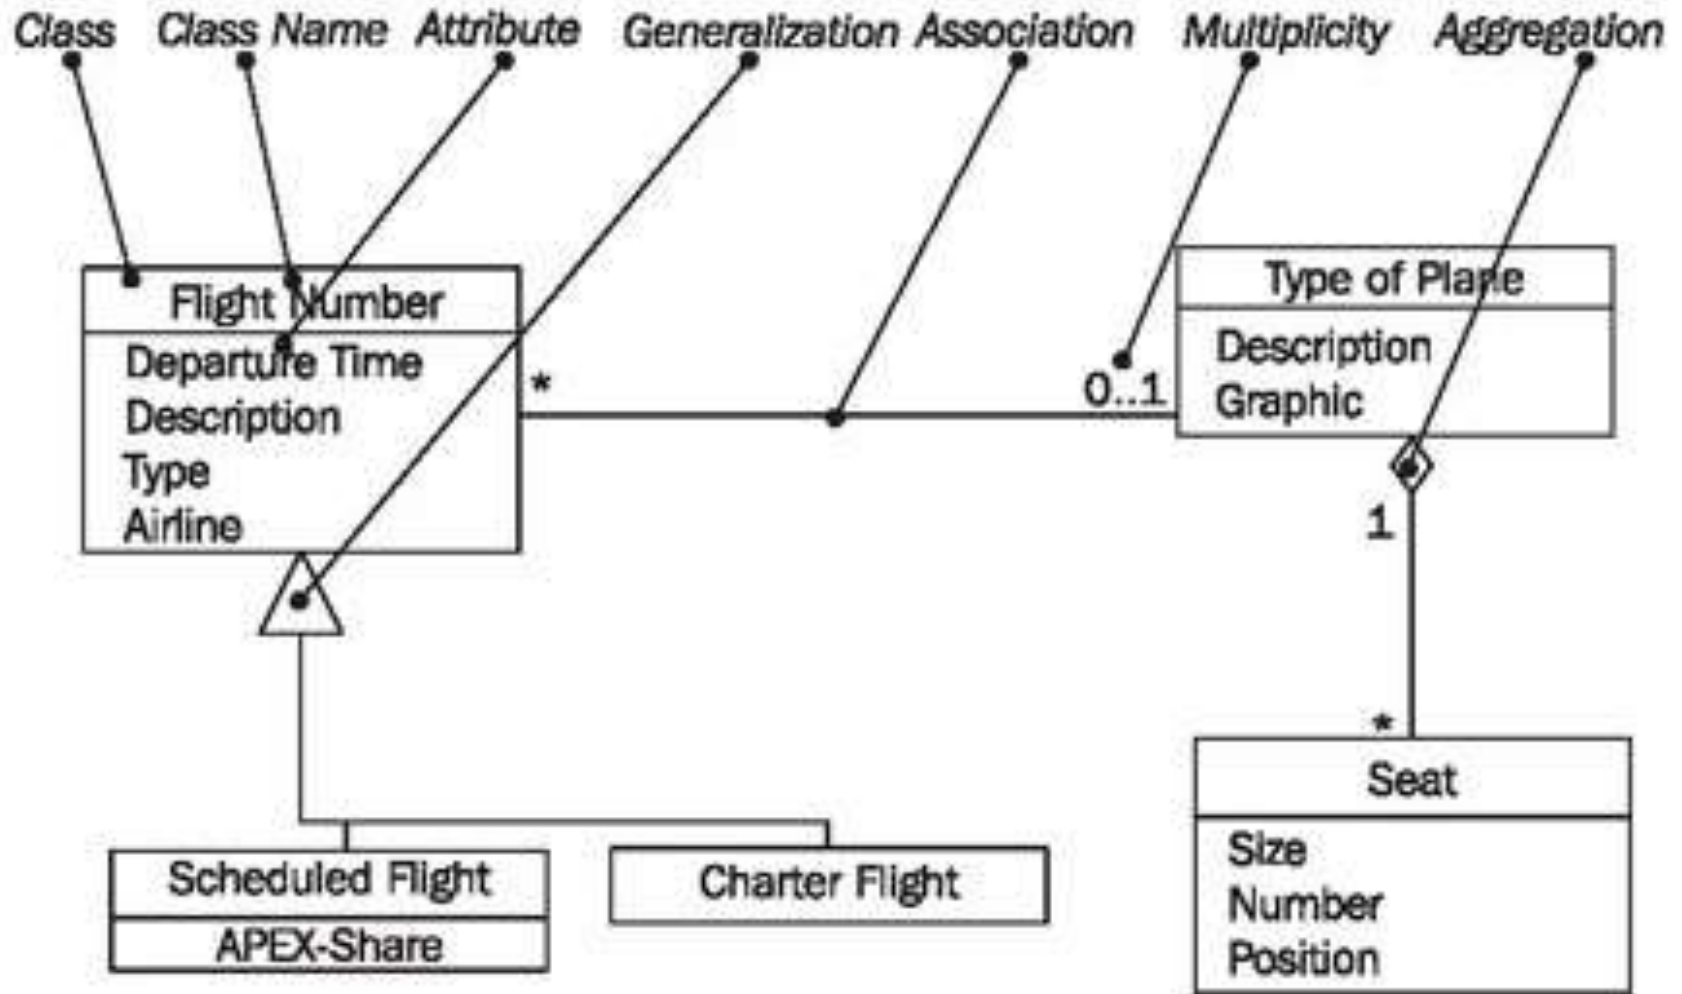 Class Class Name Attribute Generalization Association Multiplicity Aggregation
Flight Number
Departure Time
Description
Type
Airline
*
0..1
Type of Plane
Description
Graphic
1
*
Seat
Size
Number
Position
Scheduled Flight
APEX-Share
Charter Flight